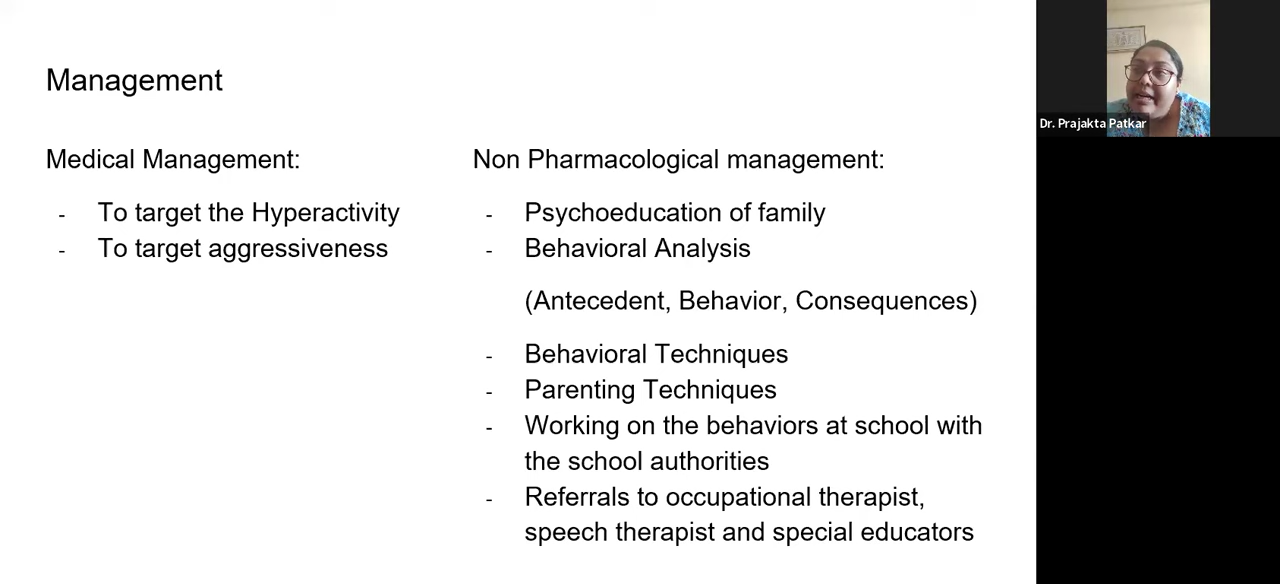 Management
Medical Management:
- To target the Hyperactivity
- To target aggressiveness
Non Pharmacological management:
- Psychoeducation of family
- Behavioral Analysis
(Antecedent, Behavior, Consequences)
- Behavioral Techniques
- Parenting Techniques
- Working on the behaviors at school with
the school authorities
- Referrals to occupational therapist,
speech therapist and special educators
Dr. Prajakta Patkar